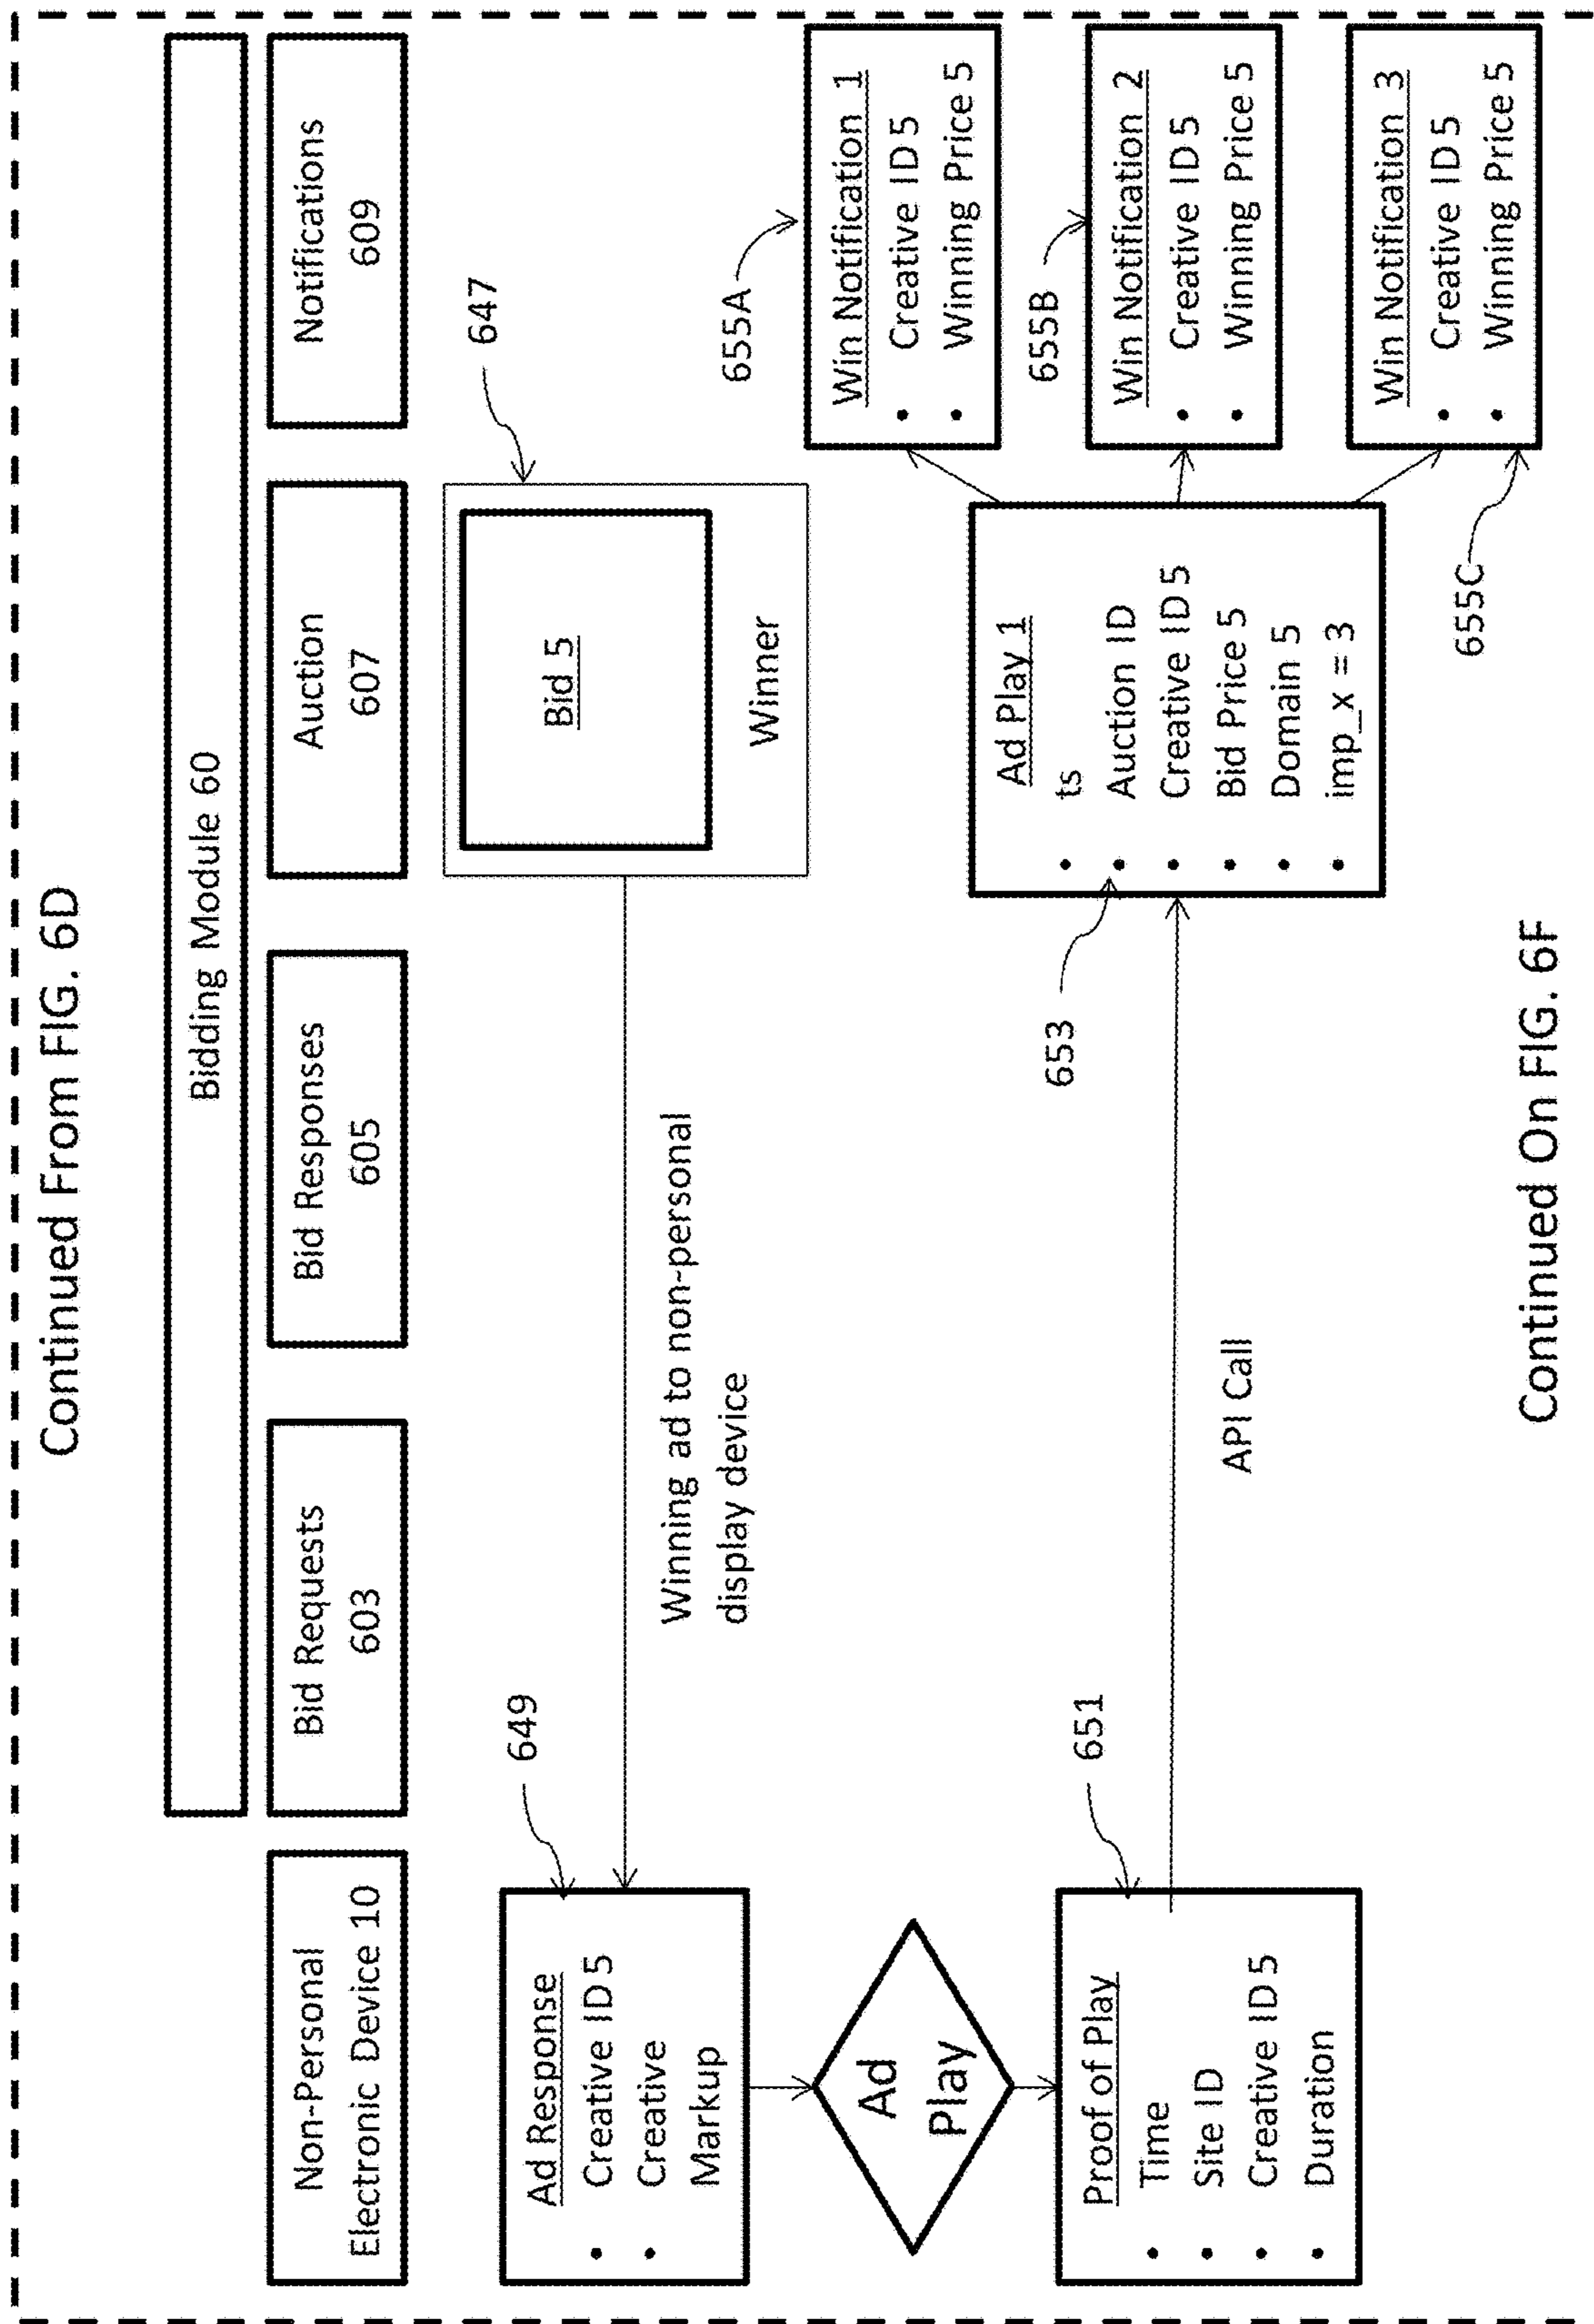 Continued From FIG. 6D
Bidding Module 60
Non-Personal
Electronic Device 10
Bid Requests
603
Bid Responses
605
Auction
607
Notifications
609
647
Bid 5
Winner
649
Ad Response
• Creative ID 5
• Creative
Markup
Winning ad to non-personal
display device
Ad
Play
651
Proof of Play
• Time
• Site ID
• Creative ID 5
• Duration
API Call
653
Ad Play 1
• ts
• Auction ID
• Creative ID 5
• Bid Price 5
• Domain 5
• imp_x = 3
655A
Win Notification 1
• Creative ID 5
• Winning Price 5
655B
Win Notification 2
• Creative ID 5
• Winning Price 5
655C
Win Notification 3
• Creative ID 5
• Winning Price 5
Continued On FIG. 6F